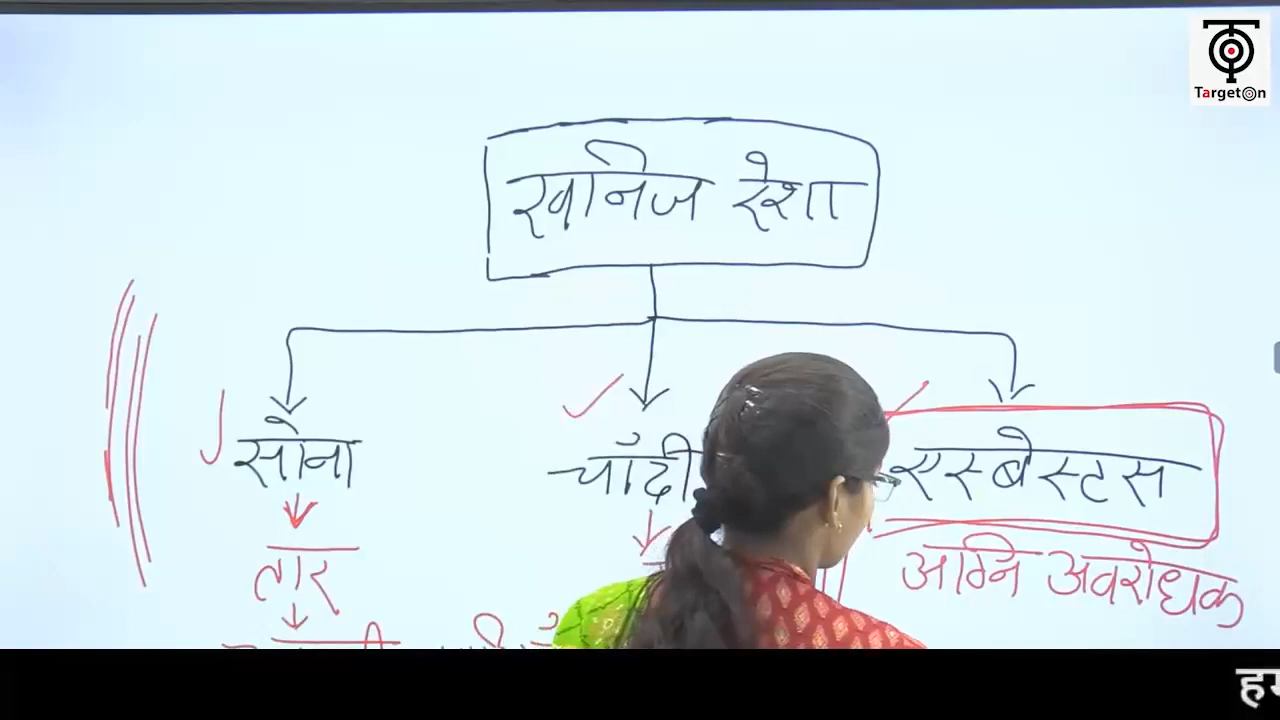 TargetOn
खनिज रेशा
सोना
चाँदी
एस्बेस्टस
तार
अग्नि अवरोधक